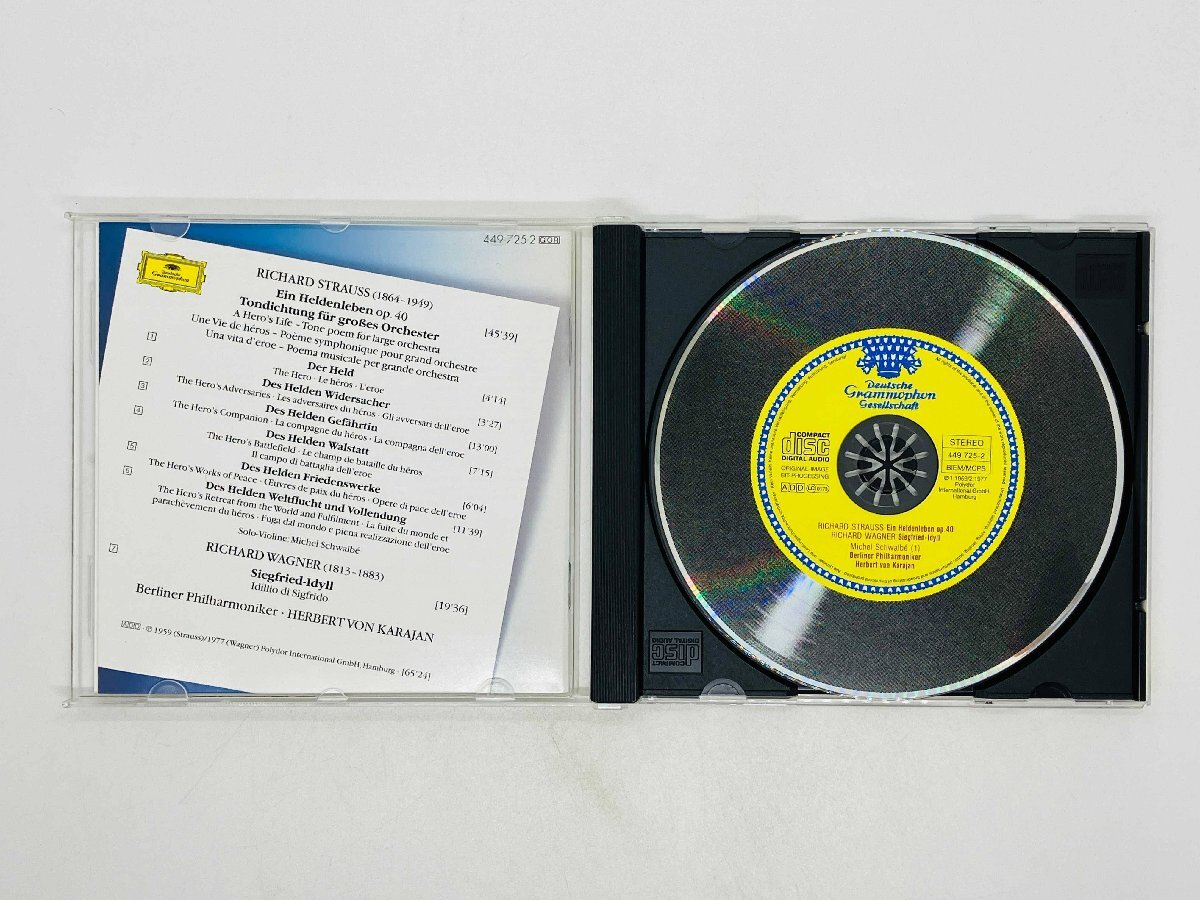 449 725-2 GOR
Deutsche
Grammophon
RICHARD STRAUSS (1864–1949)
Ein Heldenleben op. 40
Tondichtung für großes Orchester [45'39]
A Hero's Life – Tone poem for large orchestra
Une Vie de héros – Poème symphonique pour grand orchestre
Una vita d'eroe – Poema musicale per grande orchestra
1 Der Held [4'14]
The Hero · Le héros · L'eroe
2 Des Helden Widersacher [3'27]
The Hero's Adversaries · Les adversaires du héros · Gli avversari dell'eroe
3 Des Helden Gefährtin [13'00]
The Hero's Companion · La compagne du héros · La compagna dell'eroe
4 Des Helden Walstatt [7'15]
The Hero's Battlefield · Le champ de bataille du héros
Il campo di battaglia dell'eroe
5 Des Helden Friedenswerke [6'04]
The Hero's Works of Peace · Œuvres de paix du héros · Opere di pace dell'eroe
6 Des Helden Weltflucht und Vollendung [11'39]
The Hero's Retreat from the World and Fulfilment · La fuite du monde et
parachèvement du héros · Fuga dal mondo e piena realizzazione dell'eroe
Solo-Violine: Michel Schwalbé
RICHARD WAGNER (1813–1883)
7 Siegfried-Idyll [19'36]
Idillio di Sigfrido
Berliner Philharmoniker · HERBERT VON KARAJAN
ADD · ℗ 1959 (Strauss)/1977 (Wagner) Polydor International GmbH, Hamburg · [65'24]
Deutsche
Grammophon
Gesellschaft
COMPACT
disc
DIGITAL AUDIO
ORIGINAL-IMAGE
BIT-PROCESSING
ADD LC 0173
STEREO
449 725-2
BIEM/MCPS
Polydor
International GmbH,
Hamburg
RICHARD STRAUSS Ein Heldenleben op.40
RICHARD WAGNER Siegfried-Idyll
Michel Schwalbé (1)
Berliner Philharmoniker
Herbert von Karajan
COMPACT
disc
DIGITAL AUDIO